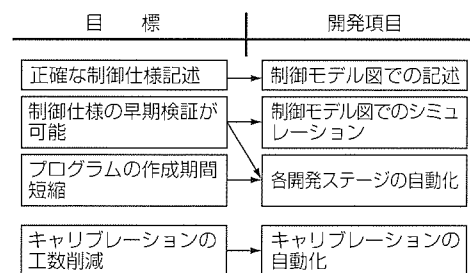 目 標 開発項目
正確な制御仕様記述
制御モデル図での記述
制御仕様の早期検証が
可能
制御モデル図でのシミュ
レーション
プログラムの作成期間
短縮
各開発ステージの自動化
キャリブレーションの
工数削減
キャリブレーションの
自動化